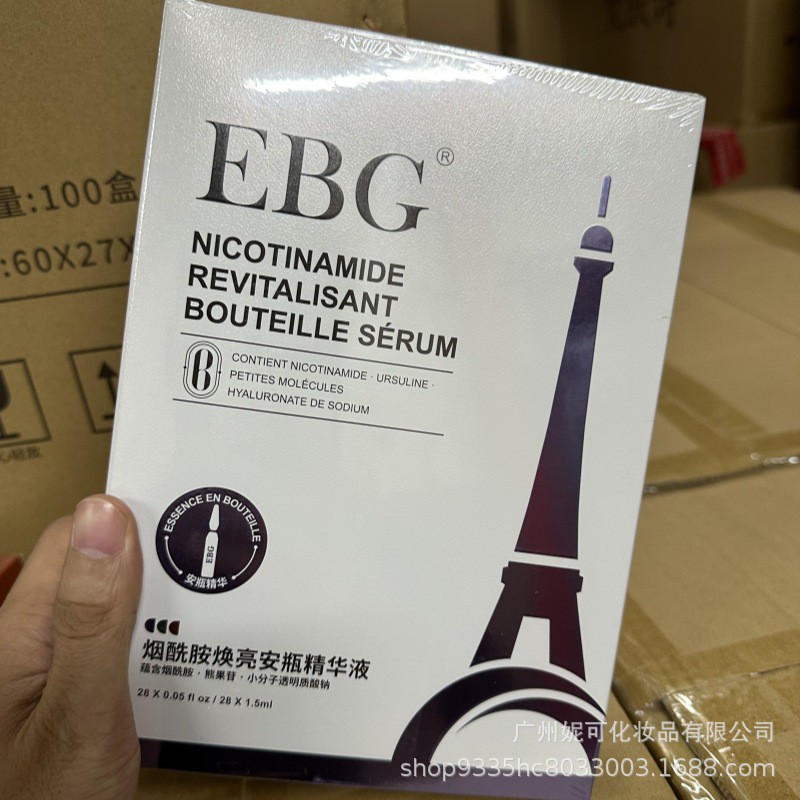 量:100盒
:60X27X
心轻放
EBG®
NICOTINAMIDE
REVITALISANT
BOUTEILLE SÉRUM
B
CONTIENT NICOTINAMIDE · URSULINE ·
PETITES MOLÉCULES
HYALURONATE DE SODIUM
ESSENCE EN BOUTEILLE
EBG
安瓶精华
烟酰胺焕亮安瓶精华液
蕴含烟酰胺 · 熊果苷 · 小分子透明质酸钠
28 X 0.05 fl oz / 28 X 1.5ml
广州妮可化妆品有限公司
shop9335hc8033003.1688.com